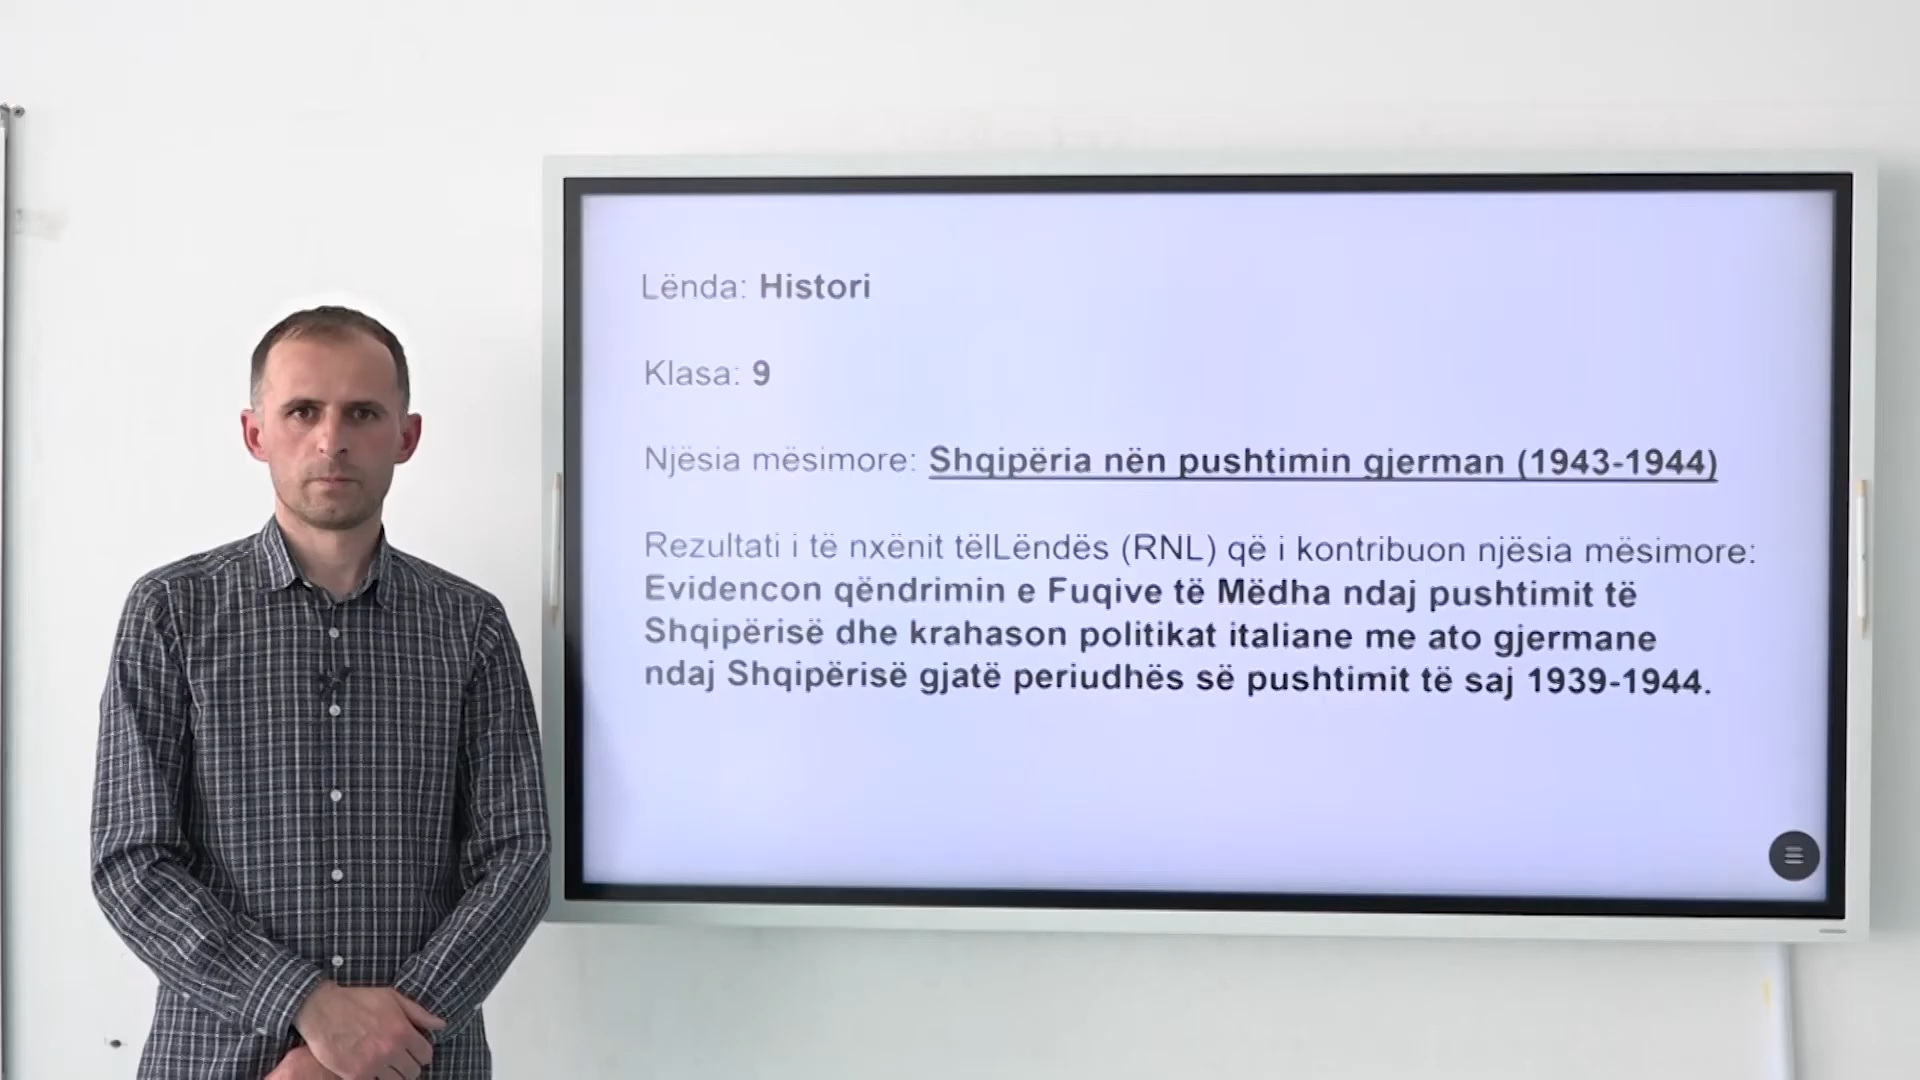 Lënda: Histori
Klasa: 9
Njësia mësimore: Shqipëria nën pushtimin gjerman (1943-1944)
Rezultati i të nxënit tëlLëndës (RNL) që i kontribuon njësia mësimore:
Evidencon qëndrimin e Fuqive të Mëdha ndaj pushtimit të
Shqipërisë dhe krahason politikat italiane me ato gjermane
ndaj Shqipërisë gjatë periudhës së pushtimit të saj 1939-1944.